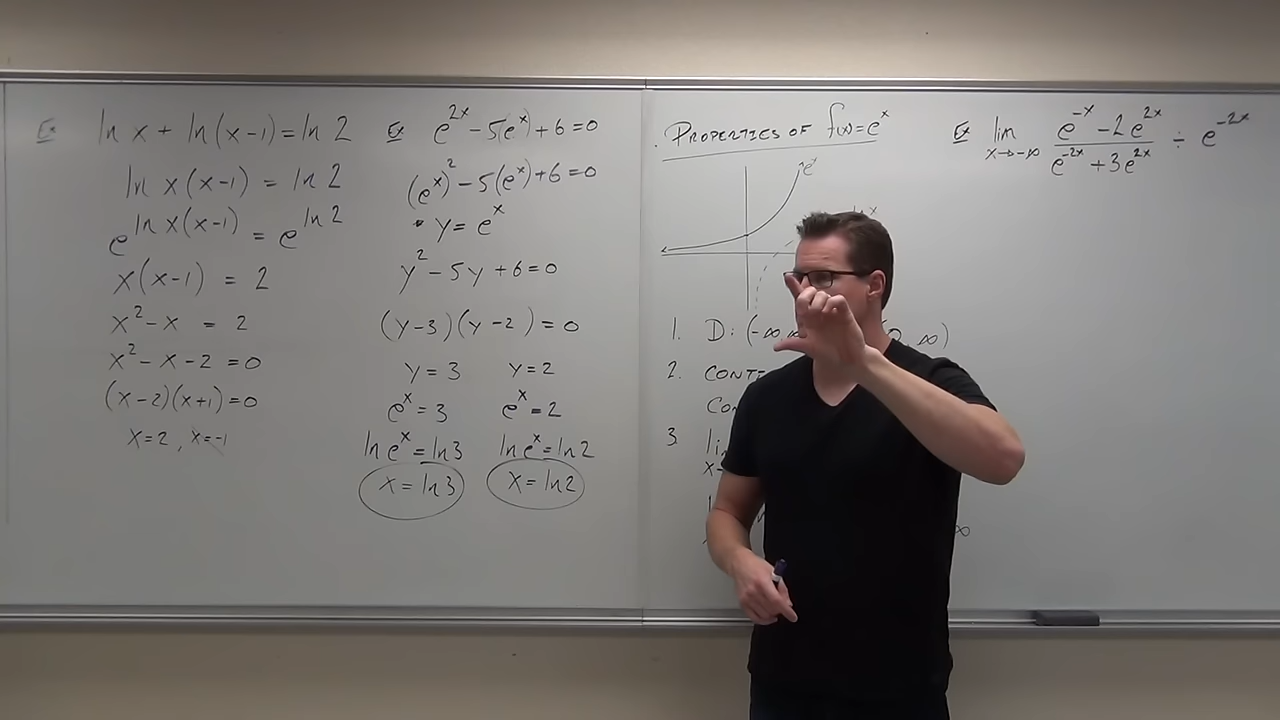 Ex ln x + ln(x-1) = ln 2
ln x(x-1) = ln 2
e^{ln x(x-1)} = e^{ln 2}
x(x-1) = 2
x² - x = 2
x² - x - 2 = 0
(x-2)(x+1) = 0
x=2, x=-1
Ex e^{2x} - 5(e^x) + 6 = 0
(e^x)² - 5(e^x) + 6 = 0
• y = e^x
y² - 5y + 6 = 0
(y-3)(y-2) = 0
y = 3 y = 2
e^x = 3 e^x = 2
ln e^x = ln 3 ln e^x = ln 2
x = ln 3 x = ln 2
PROPERTIES OF f(x) = e^x
e^x
x
1. D: (-∞ ∞)
2. CONT
Co
3. lim
x→
∞
Ex lim x→-∞ (e^{-x} - 2e^{2x})/(e^{-2x} + 3e^{2x}) ÷ e^{-2x}